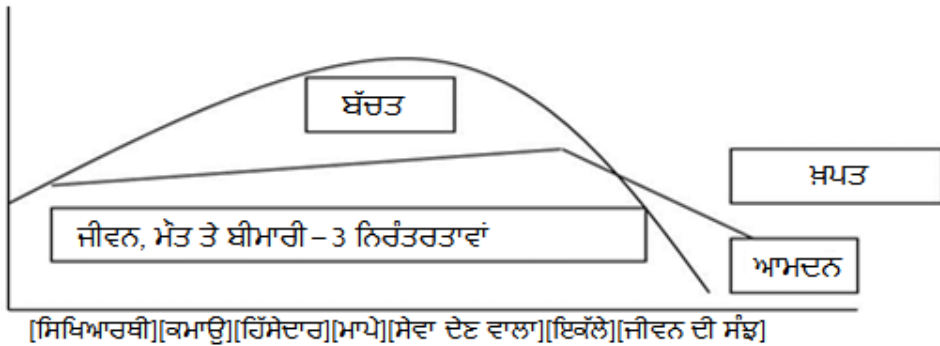 ਬੱਚਤ
ਖ਼ਪਤ
ਜੀਵਨ, ਮੌਤ ਤੇ ਬੀਮਾਰੀ – 3 ਨਿਰੰਤਰਤਾਵਾਂ
ਆਮਦਨ
[ਸਿਖਿਆਰਥੀ][ਕਮਾਊ][ਹਿੱਸੇਦਾਰ][ਮਾਪੇ][ਸੇਵਾ ਦੇਣ ਵਾਲਾ][ਇਕੱਲੇ][ਜੀਵਨ ਦੀ ਸੰਝ]